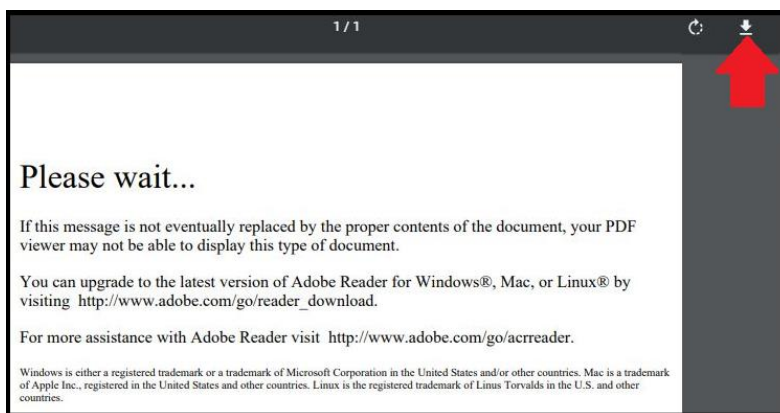 1 / 1
Please wait...
If this message is not eventually replaced by the proper contents of the document, your PDF
viewer may not be able to display this type of document.
You can upgrade to the latest version of Adobe Reader for Windows®, Mac, or Linux® by
visiting http://www.adobe.com/go/reader_download.
For more assistance with Adobe Reader visit http://www.adobe.com/go/acrreader.
Windows is either a registered trademark or a trademark of Microsoft Corporation in the United States and/or other countries. Mac is a trademark
of Apple Inc., registered in the United States and other countries. Linux is the registered trademark of Linus Torvalds in the U.S. and other
countries.